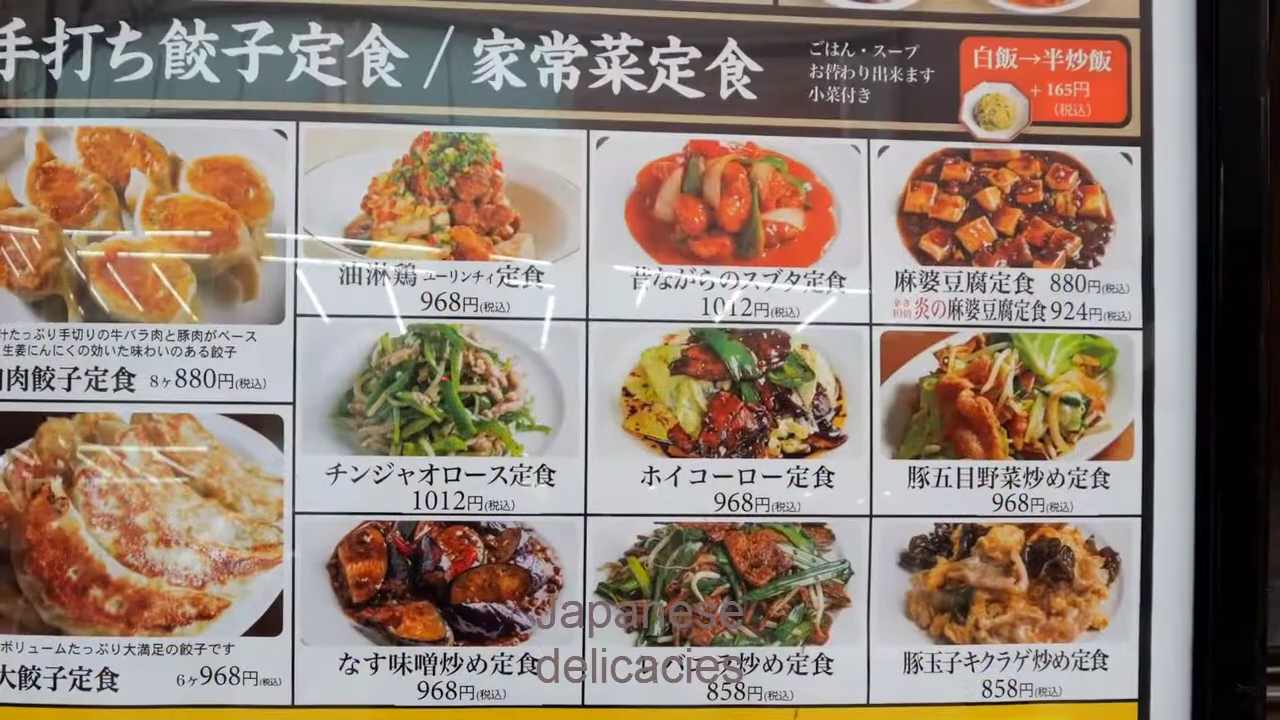 手打ち餃子定食 / 家常菜定食
ごはん・スープ
お替わり出来ます
小菜付き
白飯→半炒飯
+ 165円
(税込)
油淋鶏 ユーリンチィ 定食
968円(税込)
昔ながらのスブタ定食
1012円(税込)
麻婆豆腐定食 880円(税込)
辛さ10倍 炎の麻婆豆腐定食 924円(税込)
汁たっぷり手切りの牛バラ肉と豚肉がベース
生姜にんにくの効いた味わいのある餃子
肉餃子定食 8ヶ880円(税込)
チンジャオロース定食
1012円(税込)
ホイコーロー定食
968円(税込)
豚五目野菜炒め定食
968円(税込)
ボリュームたっぷり大満足の餃子です
大餃子定食 6ヶ968円(税込)
なす味噌炒め定食
968円(税込)
炒め定食
858円(税込)
豚玉子キクラゲ炒め定食
858円(税込)
Japanese
delicacies